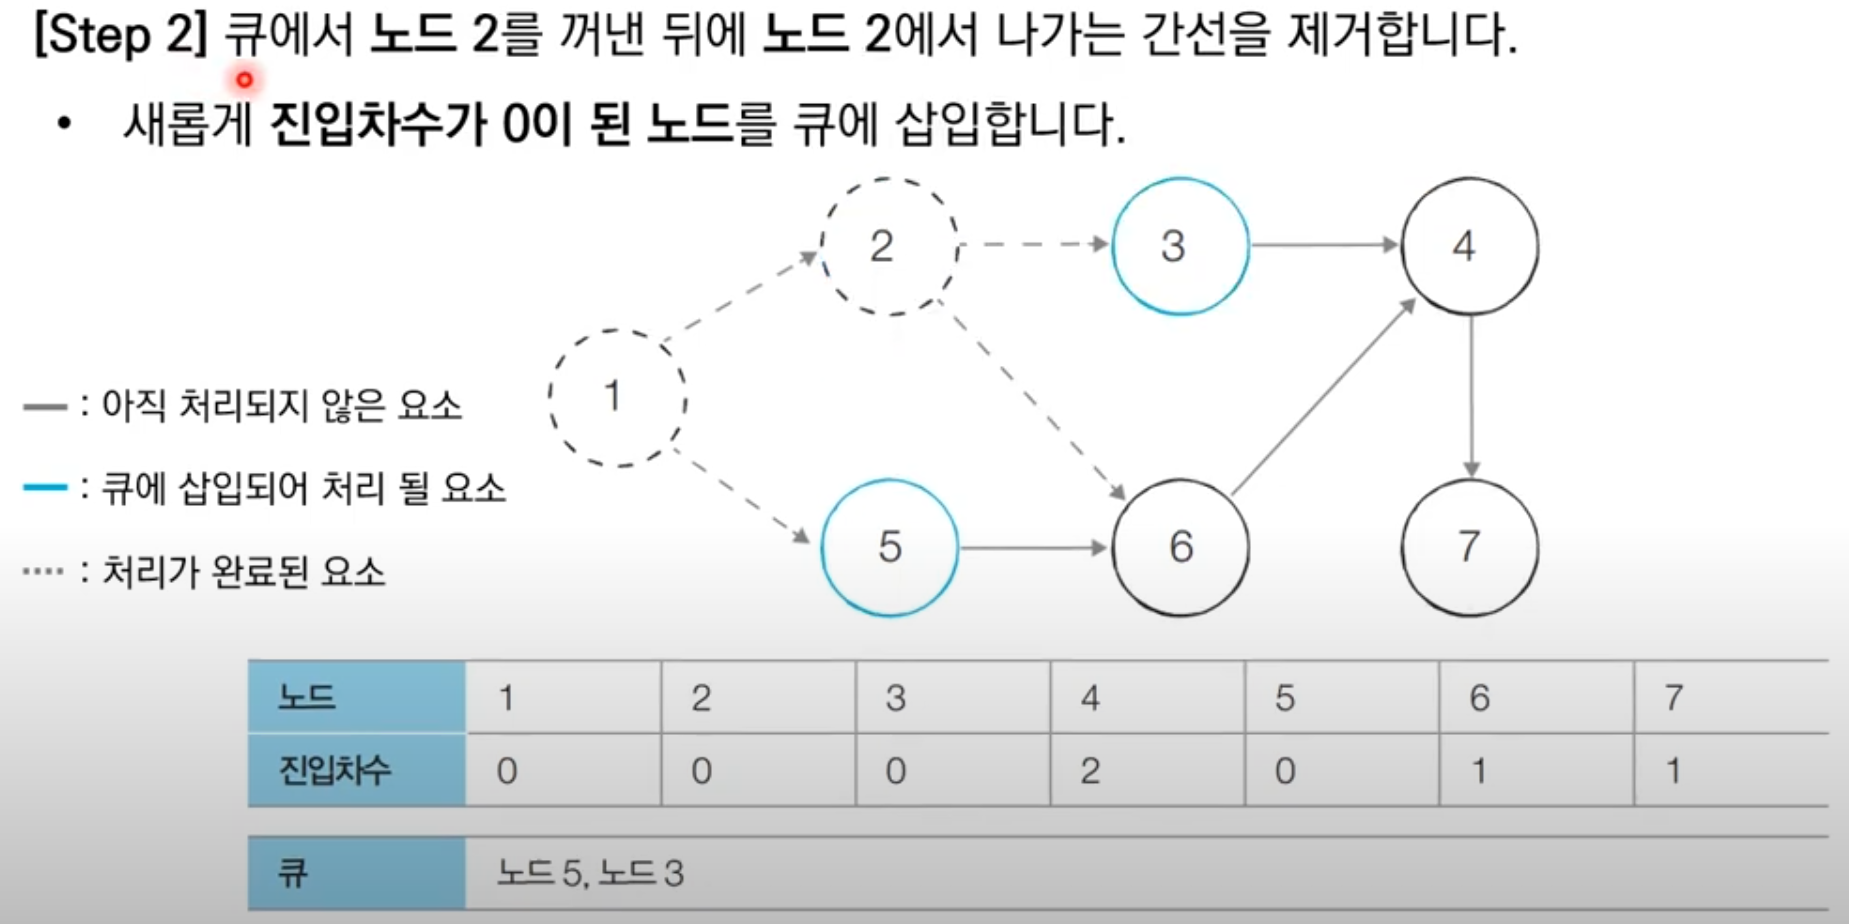 [Step 2] 큐에서 노드 2를 꺼낸 뒤에 노드 2에서 나가는 간선을 제거합니다.
• 새롭게 진입차수가 0이 된 노드를 큐에 삽입합니다.
2
3
4
1
5
6
7
: 아직 처리되지 않은 요소
: 큐에 삽입되어 처리 될 요소
: 처리가 완료된 요소
노드 1 2 3 4 5 6 7
진입차수 0 0 0 2 0 1 1
큐 노드 5, 노드 3